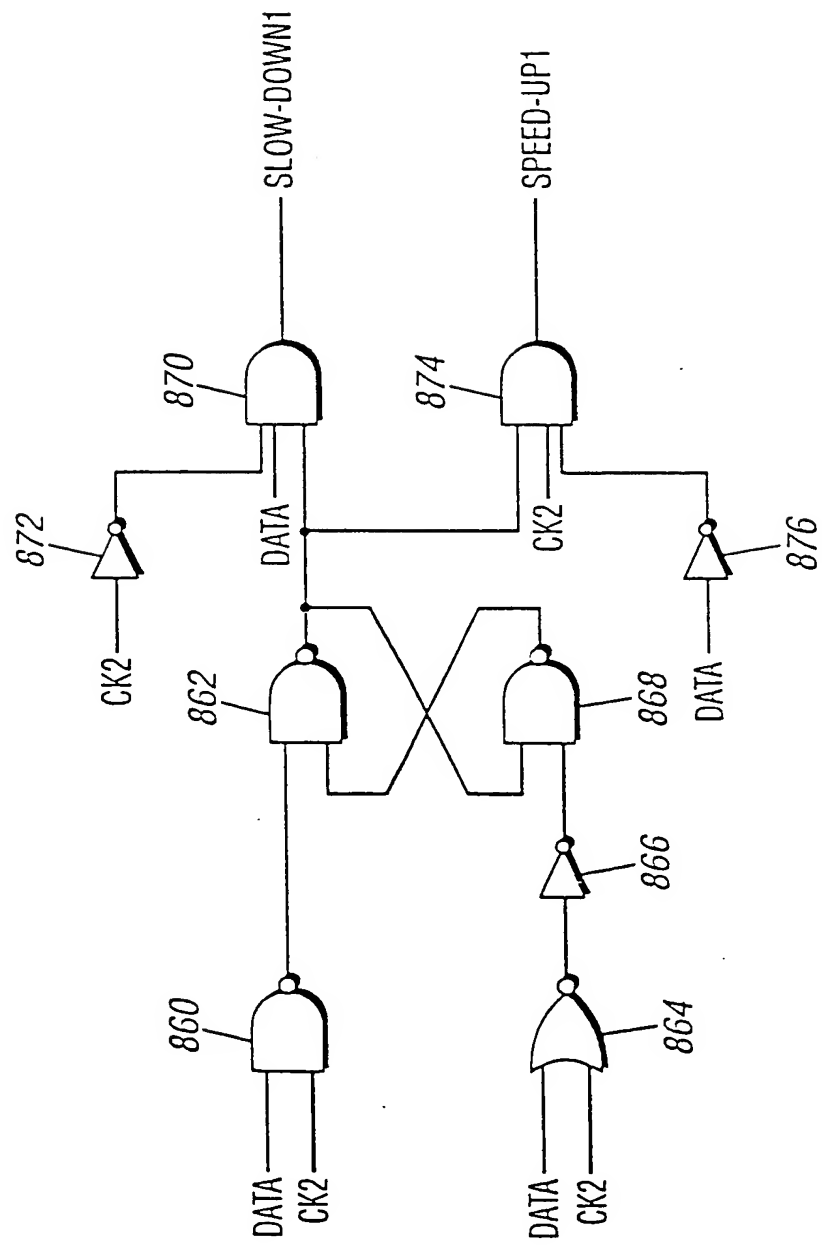 DATA
CK2
860
DATA
CK2
864
866
862
868
CK2
872
DATA
870
SLOW-DOWN1
CK2
874
SPEED-UP1
DATA
876